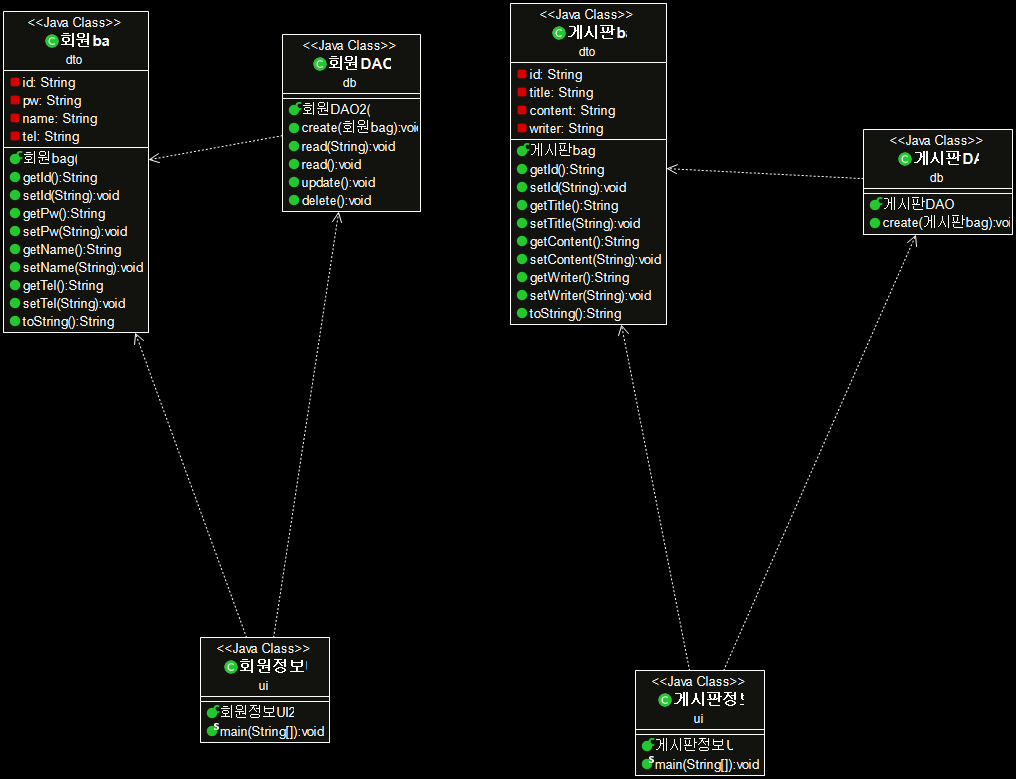 <<Java Class>>
회원ba
dto
id: String
pw: String
name: String
tel: String
회원bag(
getId():String
setId(String):void
getPw():String
setPw(String):void
getName():String
setName(String):void
getTel():String
setTel(String):void
toString():String
<<Java Class>>
회원DAO
db
회원DAO2(
create(회원bag):voi
read(String):void
read():void
update():void
delete():void
<<Java Class>>
회원정보
ui
회원정보UI2
main(String[]):void
<<Java Class>>
게시판b
dto
id: String
title: String
content: String
writer: String
게시판bag
getId():String
setId(String):void
getTitle():String
setTitle(String):void
getContent():String
setContent(String):void
getWriter():String
setWriter(String):void
toString():String
<<Java Class>>
게시판DA
db
게시판DAO
create(게시판bag):voi
<<Java Class>>
게시판정보
ui
게시판정보U
main(String[]):void